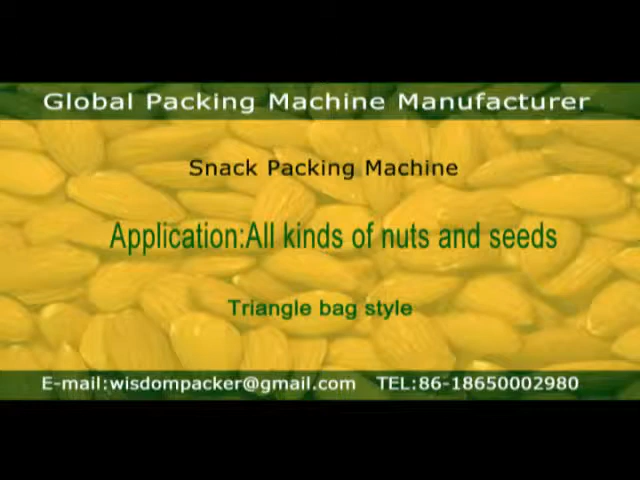 Global Packing Machine Manufacturer
Snack Packing Machine
Application:All kinds of nuts and seeds
Triangle bag style
E-mail:wisdompacker@gmail.com TEL:86-18650002980